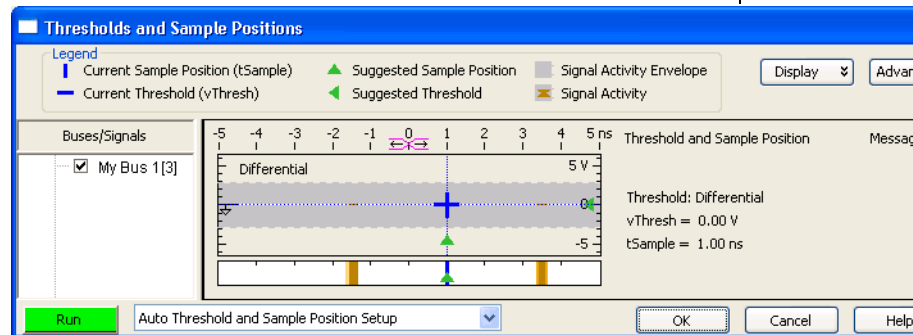 Thresholds and Sample Positions
Legend
Current Sample Position (tSample) Suggested Sample Position Signal Activity Envelope
Current Threshold (vThresh) Suggested Threshold Signal Activity
Display Advan
Buses/Signals -5 -4 -3 -2 -1 0 1 2 3 4 5 ns Threshold and Sample Position Messag
My Bus 1[3] Differential 5 V
0
-5
Threshold: Differential
vThresh = 0.00 V
tSample = 1.00 ns
Run Auto Threshold and Sample Position Setup OK Cancel Help